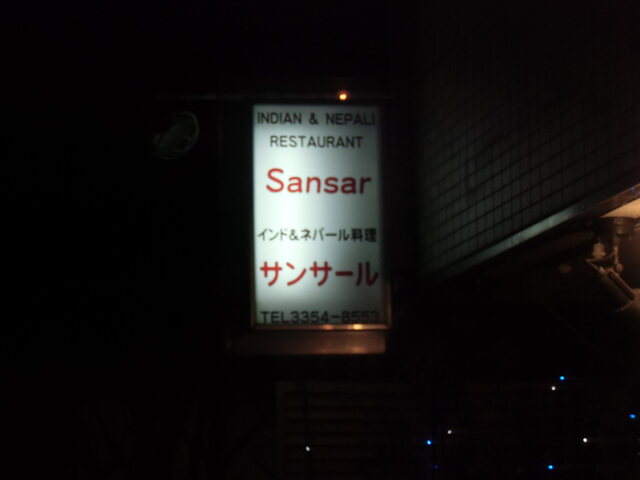 INDIAN & NEPALI
RESTAURANT
Sansar
インド&ネパール料理
サンサール
TEL3354-8553